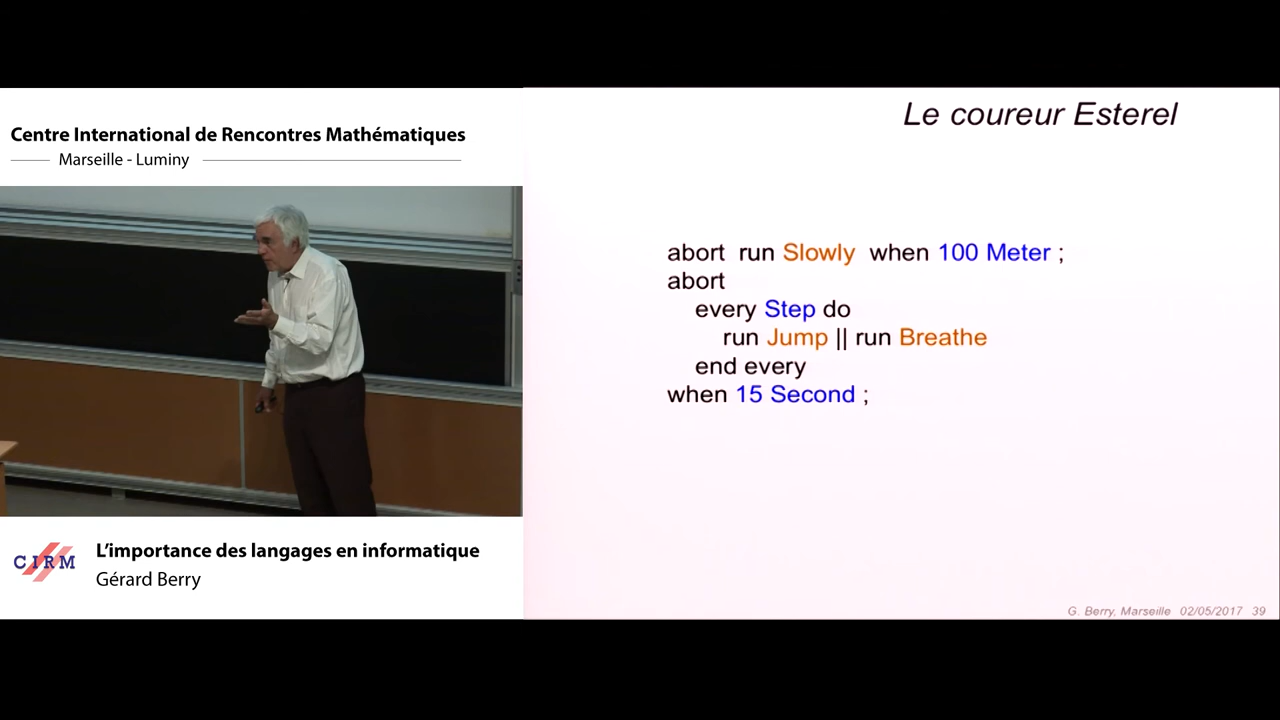 Centre International de Rencontres Mathématiques
Marseille - Luminy
CIRM
L'importance des langages en informatique
Gérard Berry
Le coureur Esterel
abort run Slowly when 100 Meter ;
abort
every Step do
run Jump || run Breathe
end every
when 15 Second ;
G. Berry, Marseille 02/05/2017 39